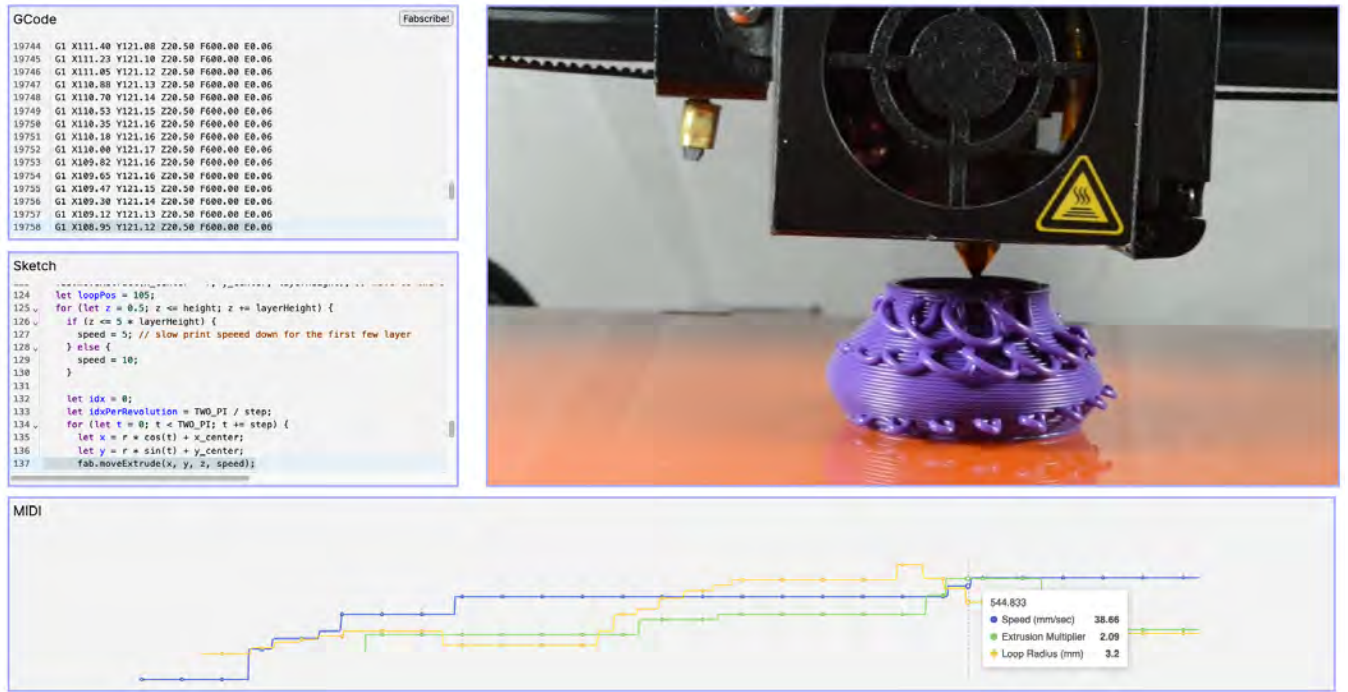 GCode
Fabscribe!
19744 G1 X111.40 Y121.08 Z20.50 F600.00 E0.06
19745 G1 X111.23 Y121.10 Z20.50 F600.00 E0.06
19746 G1 X111.05 Y121.12 Z20.50 F600.00 E0.06
19747 G1 X110.88 Y121.13 Z20.50 F600.00 E0.06
19748 G1 X110.70 Y121.14 Z20.50 F600.00 E0.06
19749 G1 X110.53 Y121.15 Z20.50 F600.00 E0.06
19750 G1 X110.35 Y121.16 Z20.50 F600.00 E0.06
19751 G1 X110.18 Y121.16 Z20.50 F600.00 E0.06
19752 G1 X110.00 Y121.17 Z20.50 F600.00 E0.06
19753 G1 X109.82 Y121.16 Z20.50 F600.00 E0.06
19754 G1 X109.65 Y121.16 Z20.50 F600.00 E0.06
19755 G1 X109.47 Y121.15 Z20.50 F600.00 E0.06
19756 G1 X109.30 Y121.14 Z20.50 F600.00 E0.06
19757 G1 X109.12 Y121.13 Z20.50 F600.00 E0.06
19758 G1 X108.95 Y121.12 Z20.50 F600.00 E0.06
Sketch
124 let loopPos = 105;
125 for (let z = 0.5; z <= height; z += layerHeight) {
126 if (z <= 5 * layerHeight) {
127 speed = 5; // slow print speeed down for the first few layer
128 } else {
129 speed = 10;
130 }
131
132 let idx = 0;
133 let idxPerRevolution = TWO_PI / step;
134 for (let t = 0; t < TWO_PI; t += step) {
135 let x = r * cos(t) + x_center;
136 let y = r * sin(t) + y_center;
137 fab.moveExtrude(x, y, z, speed);
MIDI
544.833
Speed (mm/sec) 38.66
Extrusion Multiplier 2.09
Loop Radius (mm) 3.2